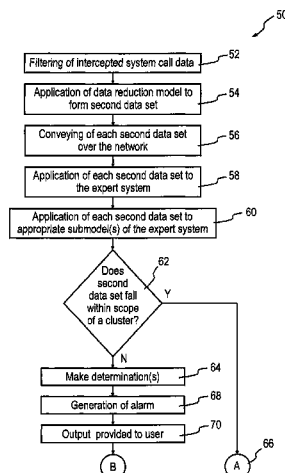 50
Filtering of intercepted system call data
52
Application of data reduction model to
form second data set
54
Conveying of each second data set
over the network
56
Application of each second data set to
the expert system
58
Application of each second data set to
appropriate submodel(s) of the expert system
60
Does
second
data set fall
within scope
of a cluster?
62
Y
N
Make determination(s)
64
Generation of alarm
68
Output provided to user
70
66
B
A